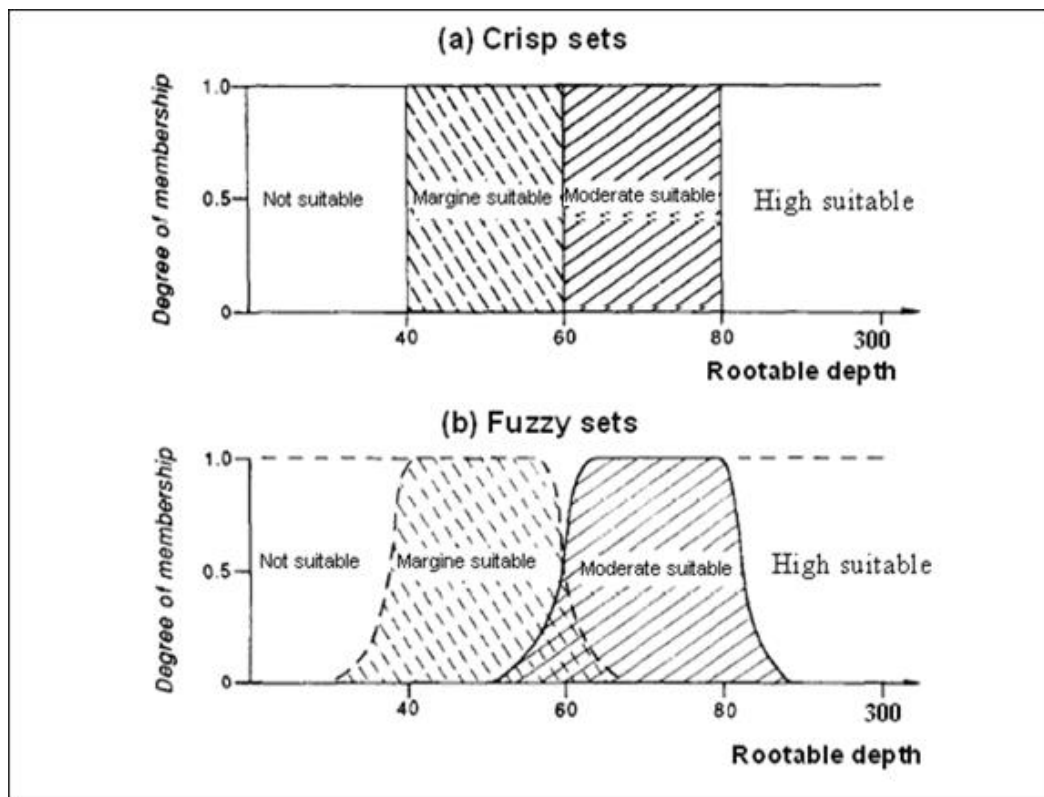 (a) Crisp sets
Degree of membership
1.0
0.5
0
Not suitable
Margine suitable
Moderate suitable
High suitable
40 60 80 300
Rootable depth
(b) Fuzzy sets
Degree of membership
1.0
0.5
0
Not suitable
Margine suitable
Moderate suitable
High suitable
40 60 80 300
Rootable depth